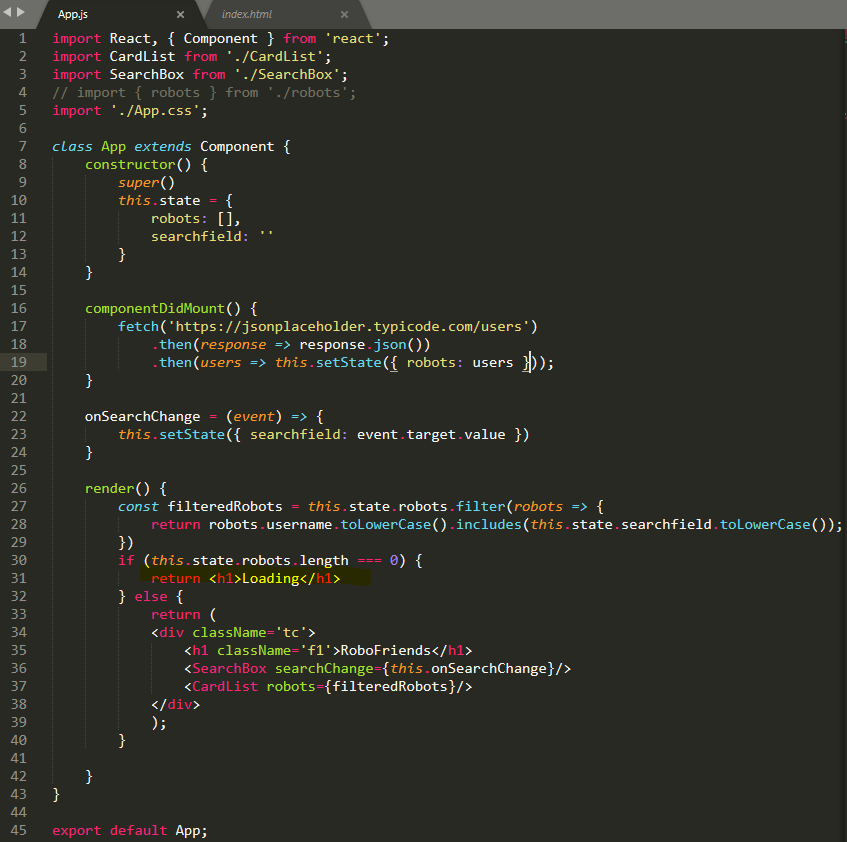 App.js × index.html ×
1 import React, { Component } from 'react';
2 import CardList from './CardList';
3 import SearchBox from './SearchBox';
4 // import { robots } from './robots';
5 import './App.css';
6
7 class App extends Component {
8     constructor() {
9         super()
10         this.state = {
11             robots: [],
12             searchfield: ''
13         }
14     }
15
16     componentDidMount() {
17         fetch('https://jsonplaceholder.typicode.com/users')
18             .then(response => response.json())
19             .then(users => this.setState({ robots: users }));
20     }
21
22     onSearchChange = (event) => {
23         this.setState({ searchfield: event.target.value })
24     }
25
26     render() {
27         const filteredRobots = this.state.robots.filter(robots => {
28             return robots.username.toLowerCase().includes(this.state.searchfield.toLowerCase());
29         })
30         if (this.state.robots.length === 0) {
31             return <h1>Loading</h1>
32         } else {
33             return (
34             <div className='tc'>
35                 <h1 className='f1'>RoboFriends</h1>
36                 <SearchBox searchChange={this.onSearchChange}/>
37                 <CardList robots={filteredRobots}/>
38             </div>
39             );
40         }
41
42     }
43 }
44
45 export default App;